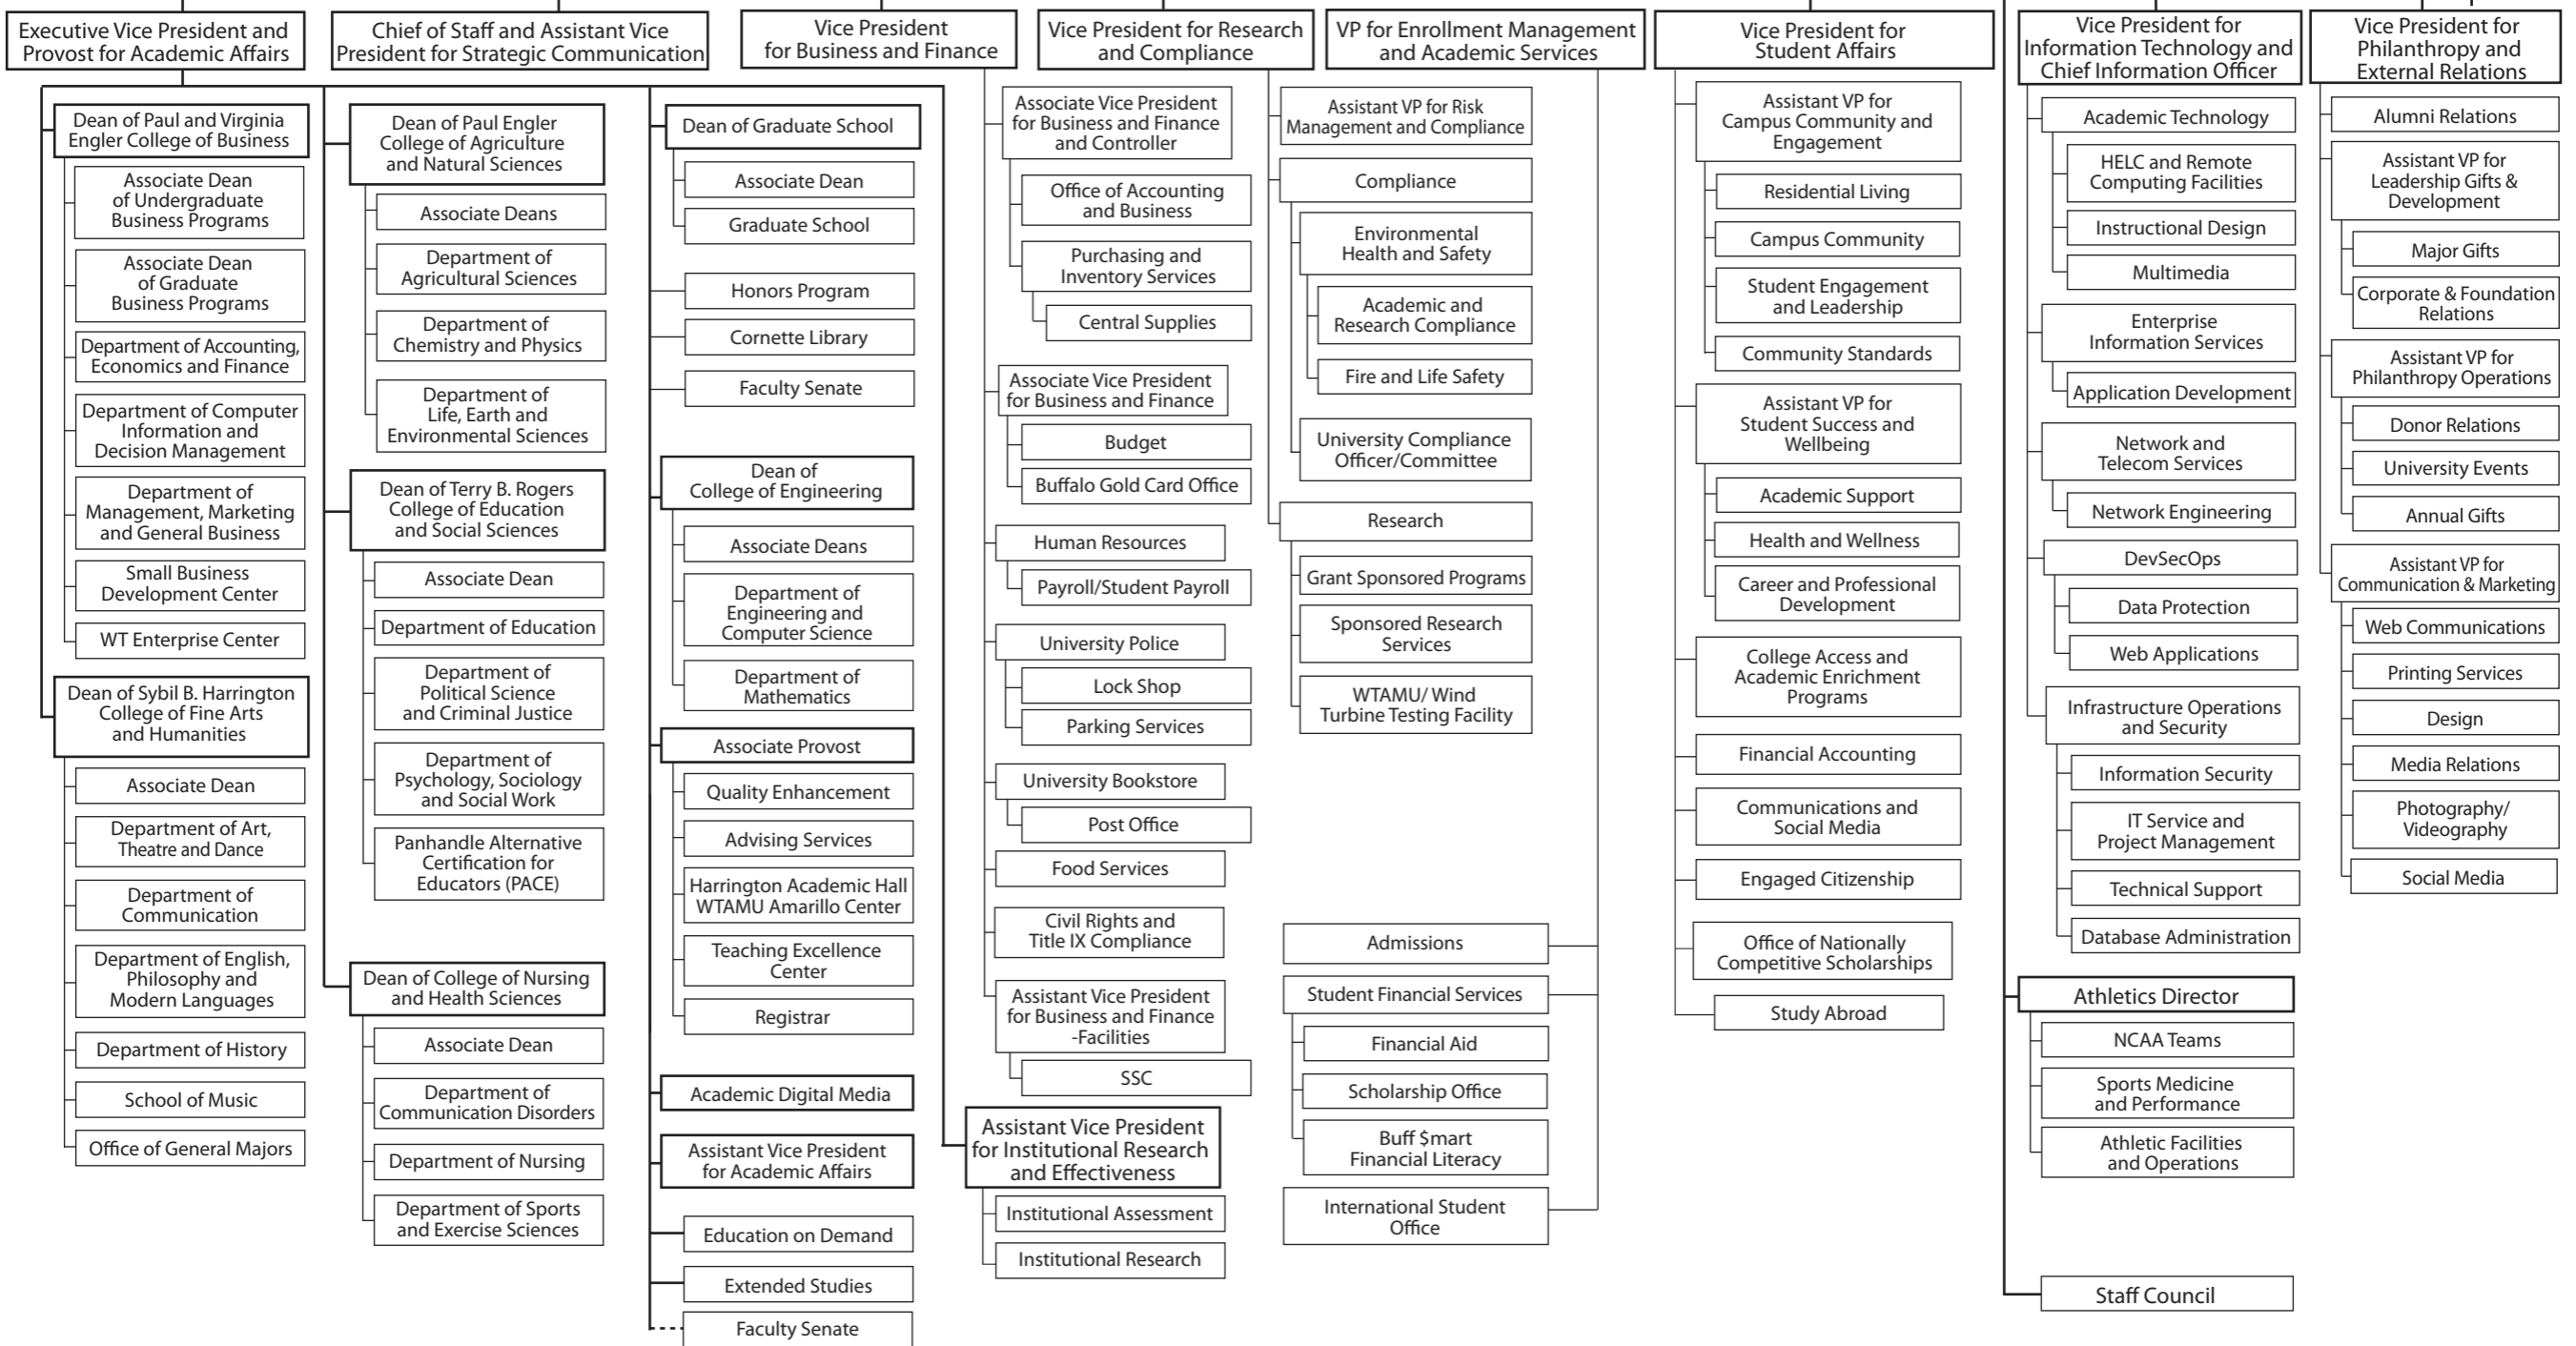 Executive Vice President and
Provost for Academic Affairs
Chief of Staff and Assistant Vice
President for Strategic Communication
Vice President
for Business and Finance
Vice President for Research
and Compliance
VP for Enrollment Management
and Academic Services
Vice President for
Student Affairs
Vice President for
Information Technology and
Chief Information Officer
Vice President for
Philanthropy and
External Relations
Dean of Paul and Virginia
Engler College of Business
Associate Dean
of Undergraduate
Business Programs
Associate Dean
of Graduate
Business Programs
Department of Accounting,
Economics and Finance
Department of Computer
Information and
Decision Management
Department of
Management, Marketing
and General Business
Small Business
Development Center
WT Enterprise Center
Dean of Sybil B. Harrington
College of Fine Arts
and Humanities
Associate Dean
Department of Art,
Theatre and Dance
Department of
Communication
Department of English,
Philosophy and
Modern Languages
Department of History
School of Music
Office of General Majors
Dean of Paul Engler
College of Agriculture
and Natural Sciences
Associate Deans
Department of
Agricultural Sciences
Department of
Chemistry and Physics
Department of
Life, Earth and
Environmental Sciences
Dean of Terry B. Rogers
College of Education
and Social Sciences
Associate Dean
Department of Education
Department of
Political Science
and Criminal Justice
Department of
Psychology, Sociology
and Social Work
Panhandle Alternative
Certification for
Educators (PACE)
Dean of College of Nursing
and Health Sciences
Associate Dean
Department of
Communication Disorders
Department of Nursing
Department of Sports
and Exercise Sciences
Dean of Graduate School
Associate Dean
Graduate School
Honors Program
Cornette Library
Faculty Senate
Dean of
College of Engineering
Associate Deans
Department of
Engineering and
Computer Science
Department of
Mathematics
Associate Provost
Quality Enhancement
Advising Services
Harrington Academic Hall
WTAMU Amarillo Center
Teaching Excellence
Center
Registrar
Academic Digital Media
Assistant Vice President
for Academic Affairs
Education on Demand
Extended Studies
Faculty Senate
Associate Vice President
for Business and Finance
and Controller
Office of Accounting
and Business
Purchasing and
Inventory Services
Central Supplies
Associate Vice President
for Business and Finance
Budget
Buffalo Gold Card Office
Human Resources
Payroll/Student Payroll
University Police
Lock Shop
Parking Services
University Bookstore
Post Office
Food Services
Civil Rights and
Title IX Compliance
Assistant Vice President
for Business and Finance
-Facilities
SSC
Assistant Vice President
for Institutional Research
and Effectiveness
Institutional Assessment
Institutional Research
Assistant VP for Risk
Management and Compliance
Compliance
Environmental
Health and Safety
Academic and
Research Compliance
Fire and Life Safety
University Compliance
Officer/Committee
Research
Grant Sponsored Programs
Sponsored Research
Services
WTAMU/ Wind
Turbine Testing Facility
Admissions
Student Financial Services
Financial Aid
Scholarship Office
Buff $mart
Financial Literacy
International Student
Office
Assistant VP for
Campus Community and
Engagement
Residential Living
Campus Community
Student Engagement
and Leadership
Community Standards
Assistant VP for
Student Success and
Wellbeing
Academic Support
Health and Wellness
Career and Professional
Development
College Access and
Academic Enrichment
Programs
Financial Accounting
Communications and
Social Media
Engaged Citizenship
Office of Nationally
Competitive Scholarships
Study Abroad
Academic Technology
HELC and Remote
Computing Facilities
Instructional Design
Multimedia
Enterprise
Information Services
Application Development
Network and
Telecom Services
Network Engineering
DevSecOps
Data Protection
Web Applications
Infrastructure Operations
and Security
Information Security
IT Service and
Project Management
Technical Support
Database Administration
Athletics Director
NCAA Teams
Sports Medicine
and Performance
Athletic Facilities
and Operations
Staff Council
Alumni Relations
Assistant VP for
Leadership Gifts &
Development
Major Gifts
Corporate & Foundation
Relations
Assistant VP for
Philanthropy Operations
Donor Relations
University Events
Annual Gifts
Assistant VP for
Communication & Marketing
Web Communications
Printing Services
Design
Media Relations
Photography/
Videography
Social Media